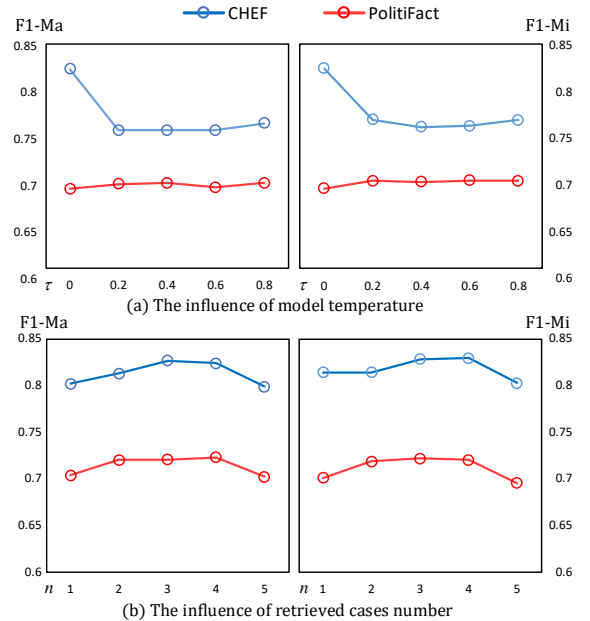 CHEF PolitiFact
F1-Ma F1-Mi
0.85 0.85
0.8 0.8
0.75 0.75
0.7 0.7
0.65 0.65
0.6 0.6
τ 0 0.2 0.4 0.6 0.8 τ 0 0.2 0.4 0.6 0.8
(a) The influence of model temperature
F1-Ma F1-Mi
0.85 0.85
0.8 0.8
0.75 0.75
0.7 0.7
0.65 0.65
0.6 0.6
n 1 2 3 4 5 n 1 2 3 4 5
(b) The influence of retrieved cases number